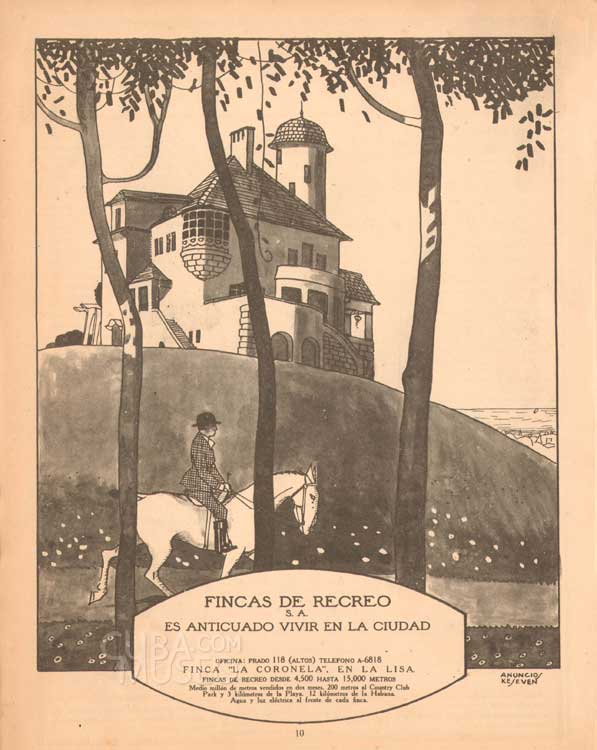 FINCAS DE RECREO
S. A.
ES ANTICUADO VIVIR EN LA CIUDAD
OFICINA: PRADO 118 (ALTOS) TELEFONO A-6818
FINCA "LA CORONELA", EN LA LISA
FINCAS DE RECREO DESDE 4,500 HASTA 15,000 METROS
Medio millón de metros vendidos en dos meses. 200 metros al Country Club
Park y 3 kilómetros de la Playa. 12 kilómetros de la Habana.
Agua y luz eléctrica al frente de cada finca.
ANUNCIOS
KESEVEN
CUBA.COM
MUSEUM
10